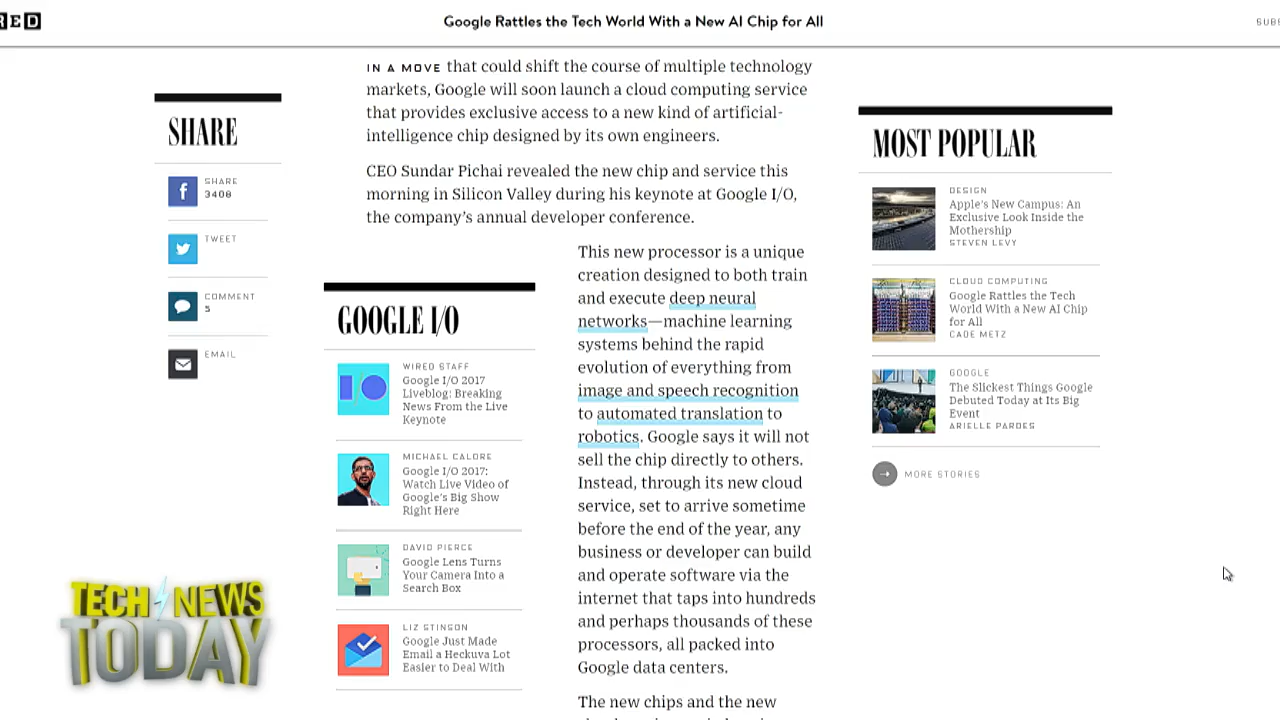 RED
Google Rattles the Tech World With a New AI Chip for All
SUBS
SHARE
SHARE
3408
TWEET
COMMENT
5
EMAIL
IN A MOVE that could shift the course of multiple technology
markets, Google will soon launch a cloud computing service
that provides exclusive access to a new kind of artificial-
intelligence chip designed by its own engineers.
CEO Sundar Pichai revealed the new chip and service this
morning in Silicon Valley during his keynote at Google I/O,
the company's annual developer conference.
GOOGLE I/O
WIRED STAFF
Google I/O 2017
Liveblog: Breaking
News From the Live
Keynote
MICHAEL CALORE
Google I/O 2017:
Watch Live Video of
Google's Big Show
Right Here
DAVID PIERCE
Google Lens Turns
Your Camera Into a
Search Box
LIZ STINSON
Google Just Made
Email a Heckuva Lot
Easier to Deal With
This new processor is a unique
creation designed to both train
and execute deep neural
networks—machine learning
systems behind the rapid
evolution of everything from
image and speech recognition
to automated translation to
robotics. Google says it will not
sell the chip directly to others.
Instead, through its new cloud
service, set to arrive sometime
before the end of the year, any
business or developer can build
and operate software via the
internet that taps into hundreds
and perhaps thousands of these
processors, all packed into
Google data centers.
The new chips and the new
MOST POPULAR
DESIGN
Apple's New Campus: An
Exclusive Look Inside the
Mothership
STEVEN LEVY
CLOUD COMPUTING
Google Rattles the Tech
World With a New AI Chip
for All
CADE METZ
GOOGLE
The Slickest Things Google
Debuted Today at Its Big
Event
ARIELLE PARDES
MORE STORIES
TECH NEWS
TODAY